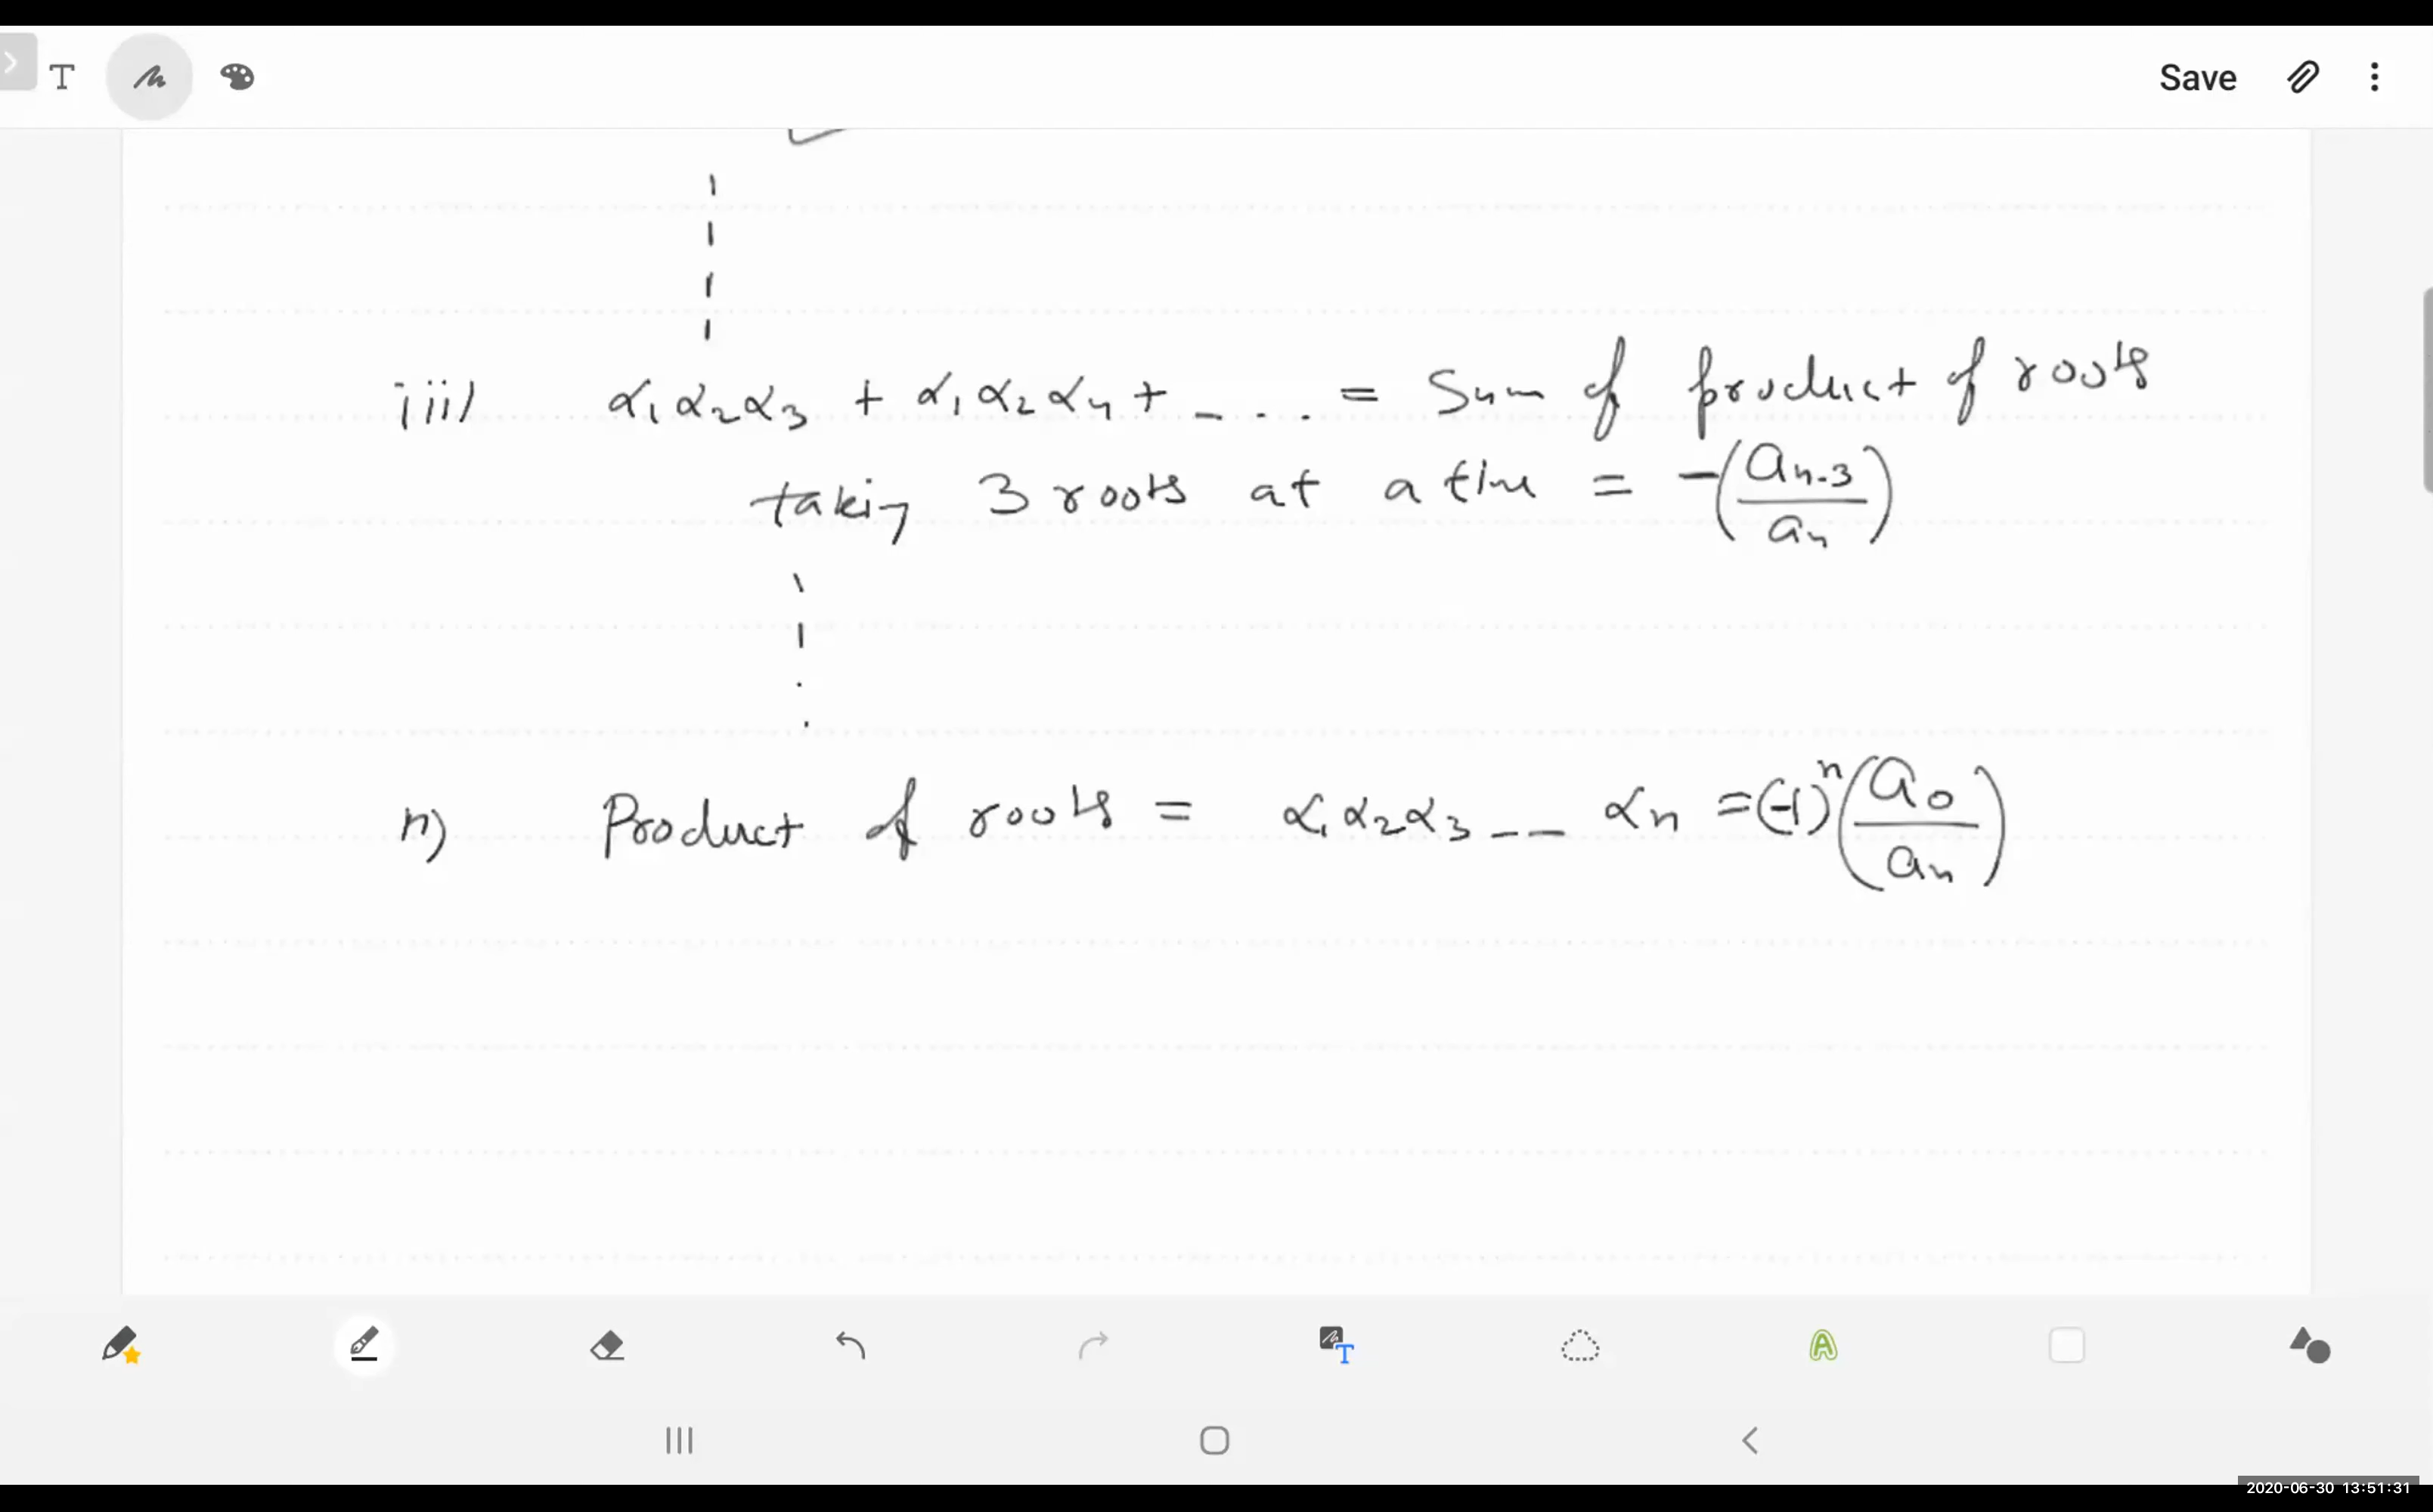 T Save
iii) α₁α₂α₃ + α₁α₂α₄ + - - . . = Sum of product of roots
taking 3 roots at a time = -(aₙ₋₃/aₙ)
n) Product of roots = α₁α₂α₃ -- αₙ = (-1)ⁿ(a₀/aₙ)
2020-06-30 13:51:31